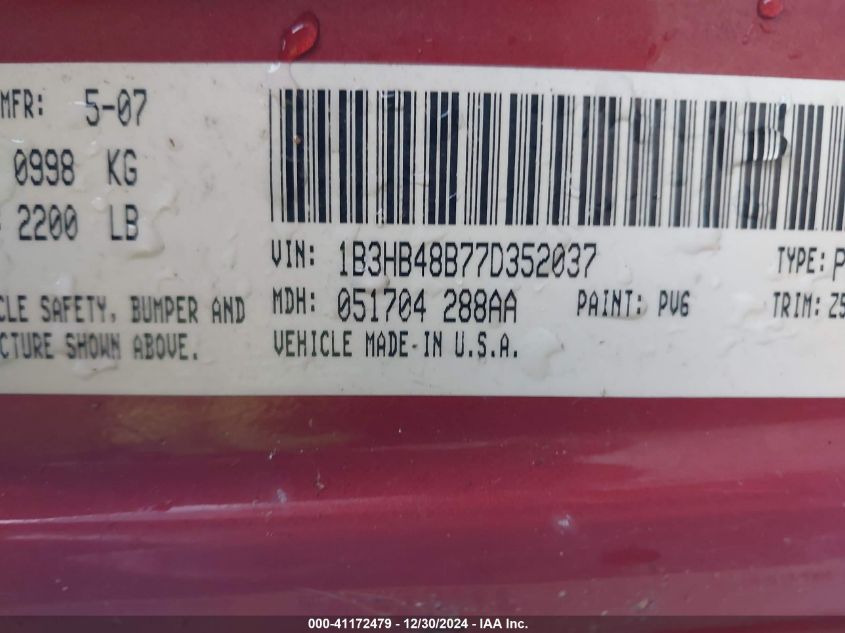 MFR: 5-07
0998 KG
2200 LB
VIN: 1B3HB48B77D352037
TYPE:
CLE SAFETY, BUMPER AND
MDH: 051704 288AA
PAINT: PV6
TRIM: Z5
CTURE SHOWN ABOVE.
VEHICLE MADE IN U.S.A.
000-41172479 - 12/30/2024 - IAA Inc.